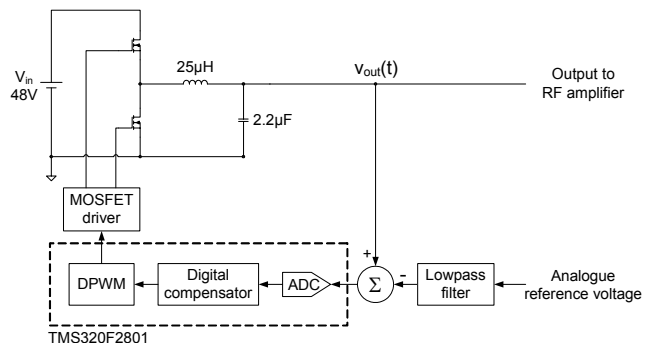 V_in
48V
25µH
v_out(t)
Output to
RF amplifier
2.2µF
MOSFET
driver
DPWM
Digital
compensator
ADC
+
Σ
-
Lowpass
filter
Analogue
reference voltage
TMS320F2801